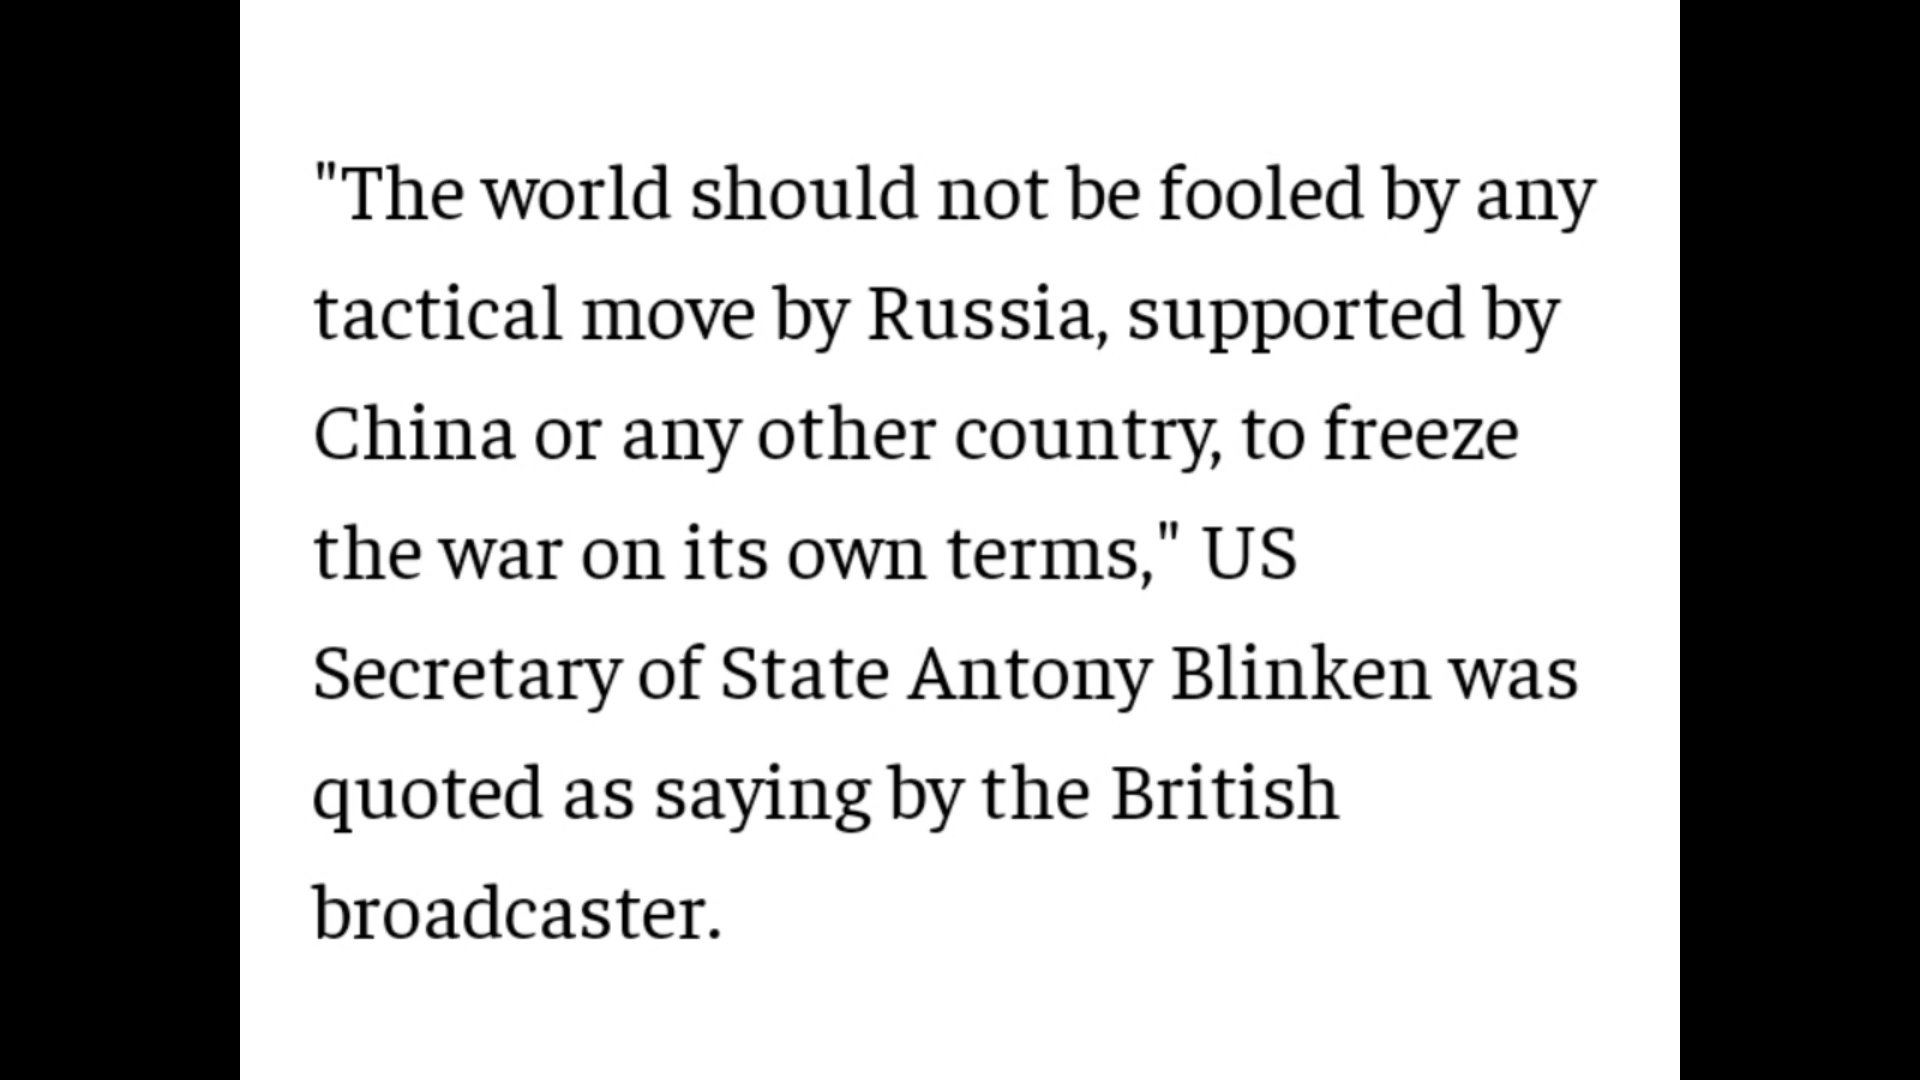 "The world should not be fooled by any
tactical move by Russia, supported by
China or any other country, to freeze
the war on its own terms," US
Secretary of State Antony Blinken was
quoted as saying by the British
broadcaster.